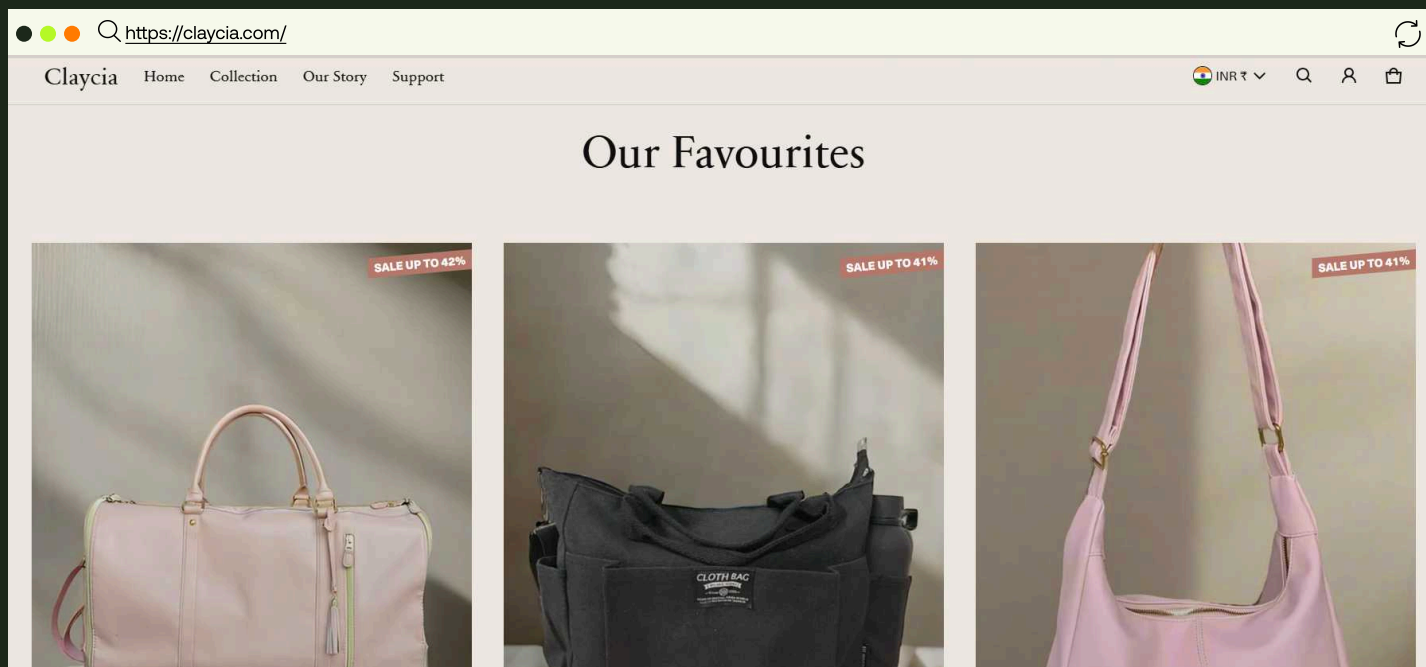 https://claycia.com/
Claycia Home Collection Our Story Support INR ₹
Our Favourites
SALE UP TO 42% SALE UP TO 41% SALE UP TO 41%
CLOTH BAG